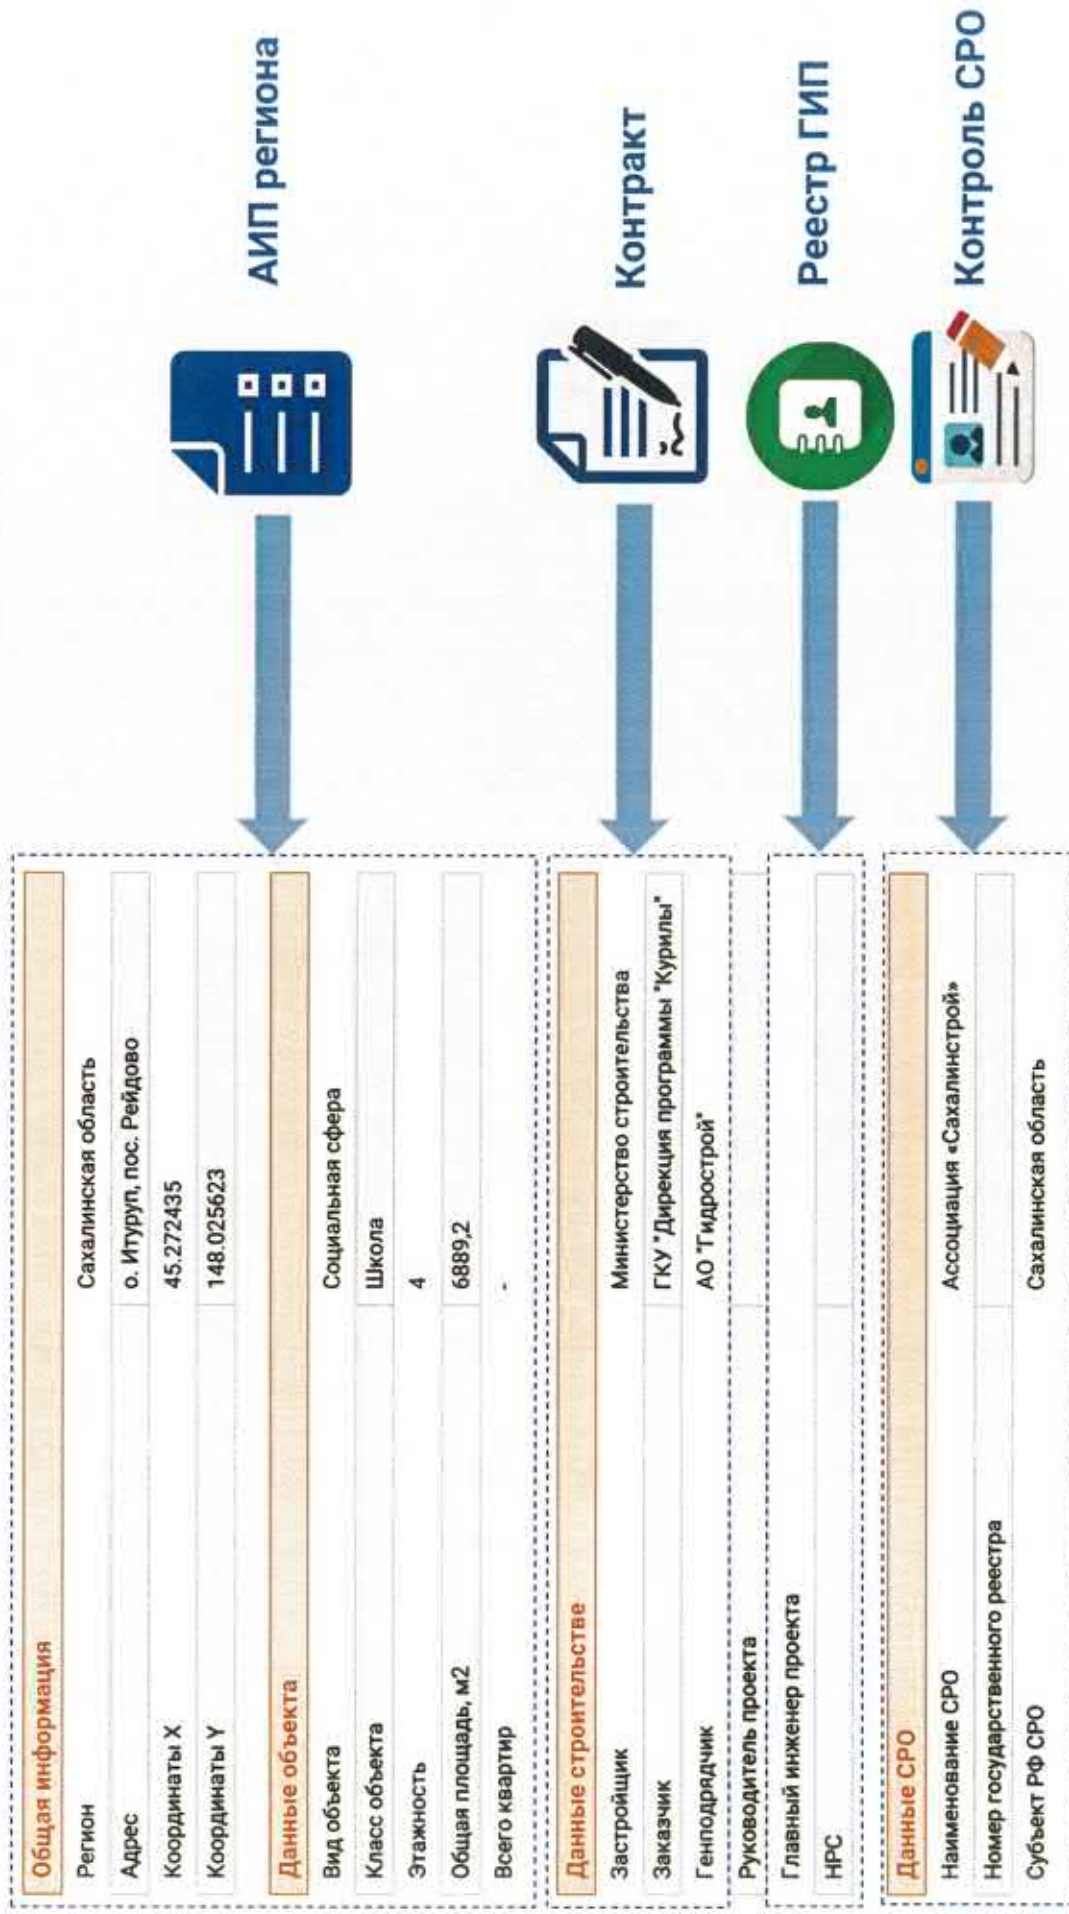 Общая информация
Регион Сахалинская область
Адрес о. Итуруп, пос. Рейдово
Координаты X 45.272435
Координаты Y 148.025623
Данные объекта
Вид объекта Социальная сфера
Класс объекта Школа
Этажность 4
Общая площадь, м2 6889,2
Всего квартир -
АИП региона
Данные строительстве
Застройщик Министерство строительства
Заказчик ГКУ "Дирекция программы "Курилы"
Генподрядчик АО "Гидрострой"
Контракт
Руководитель проекта
Главный инженер проекта
НРС
Реестр ГИП
Данные СРО
Наименование СРО Ассоциация «Сахалинстрой»
Номер государственного реестра
Субъект РФ СРО Сахалинская область
Контроль СРО